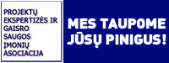 PROJEKTŲ
EKSPERTIZĖS IR
GAISRO
SAUGOS
ĮMONIŲ
ASOCIACIJA
MES TAUPOME
JŪSŲ PINIGUS!